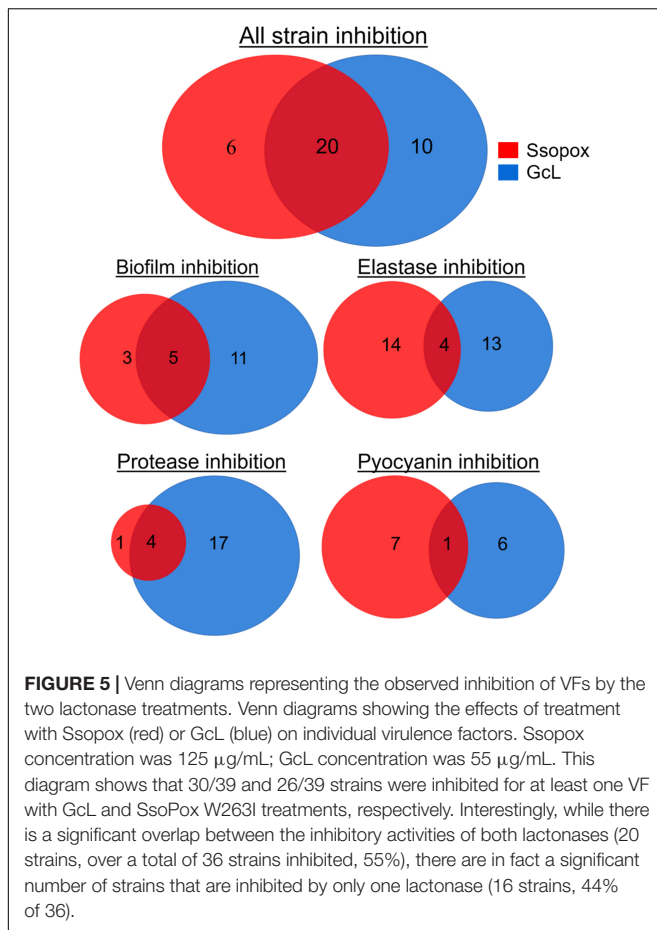 All strain inhibition
6 20 10
Ssopox
GcL
Biofilm inhibition
3 5 11
Elastase inhibition
14 4 13
Protease inhibition
1 4 17
Pyocyanin inhibition
7 1 6
FIGURE 5 | Venn diagrams representing the observed inhibition of VFs by the
two lactonase treatments. Venn diagrams showing the effects of treatment
with Ssopox (red) or GcL (blue) on individual virulence factors. Ssopox
concentration was 125 μg/mL; GcL concentration was 55 μg/mL. This
diagram shows that 30/39 and 26/39 strains were inhibited for at least one VF
with GcL and SsoPox W263I treatments, respectively. Interestingly, while there
is a significant overlap between the inhibitory activities of both lactonases (20
strains, over a total of 36 strains inhibited, 55%), there are in fact a significant
number of strains that are inhibited by only one lactonase (16 strains, 44%
of 36).